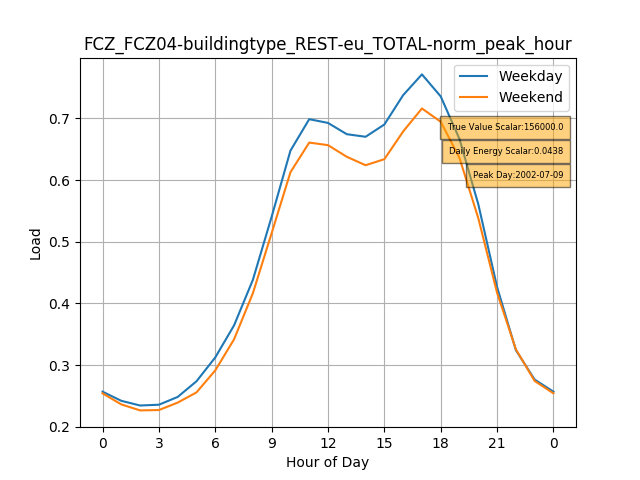 FCZ_FCZ04-buildingtype_REST-eu_TOTAL-norm_peak_hour
Weekday
Weekend
True Value Scalar:156000.0
Daily Energy Scalar:0.0438
Peak Day:2002-07-09
Load
0.7
0.6
0.5
0.4
0.3
0.2
0 3 6 9 12 15 18 21 0
Hour of Day